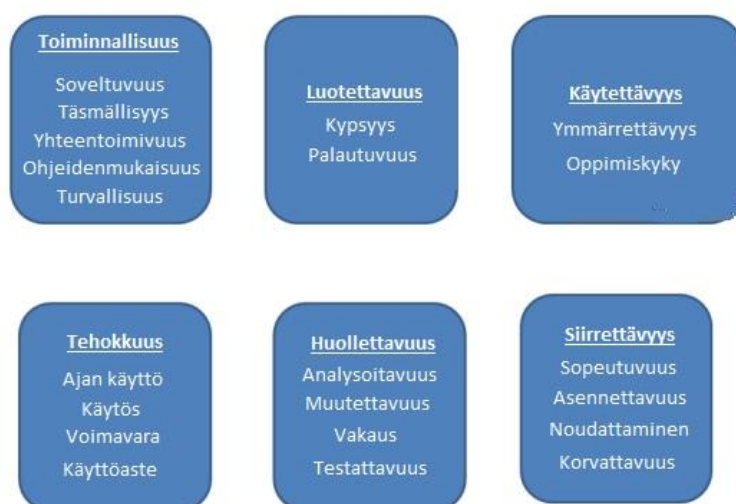 Toiminnallisuus
Soveltuvuus
Täsmällisyys
Yhteentoimivuus
Ohjeidenmukaisuus
Turvallisuus
Luotettavuus
Kypsyys
Palautuvuus
Käytettävyys
Ymmärrettävyys
Oppimiskyky
Tehokkuus
Ajan käyttö
Käytös
Voimavara
Käyttöaste
Huollettavuus
Analysoitavuus
Muutettavuus
Vakaus
Testattavuus
Siirrettävyys
Sopeutuvuus
Asennettavuus
Noudattaminen
Korvattavuus